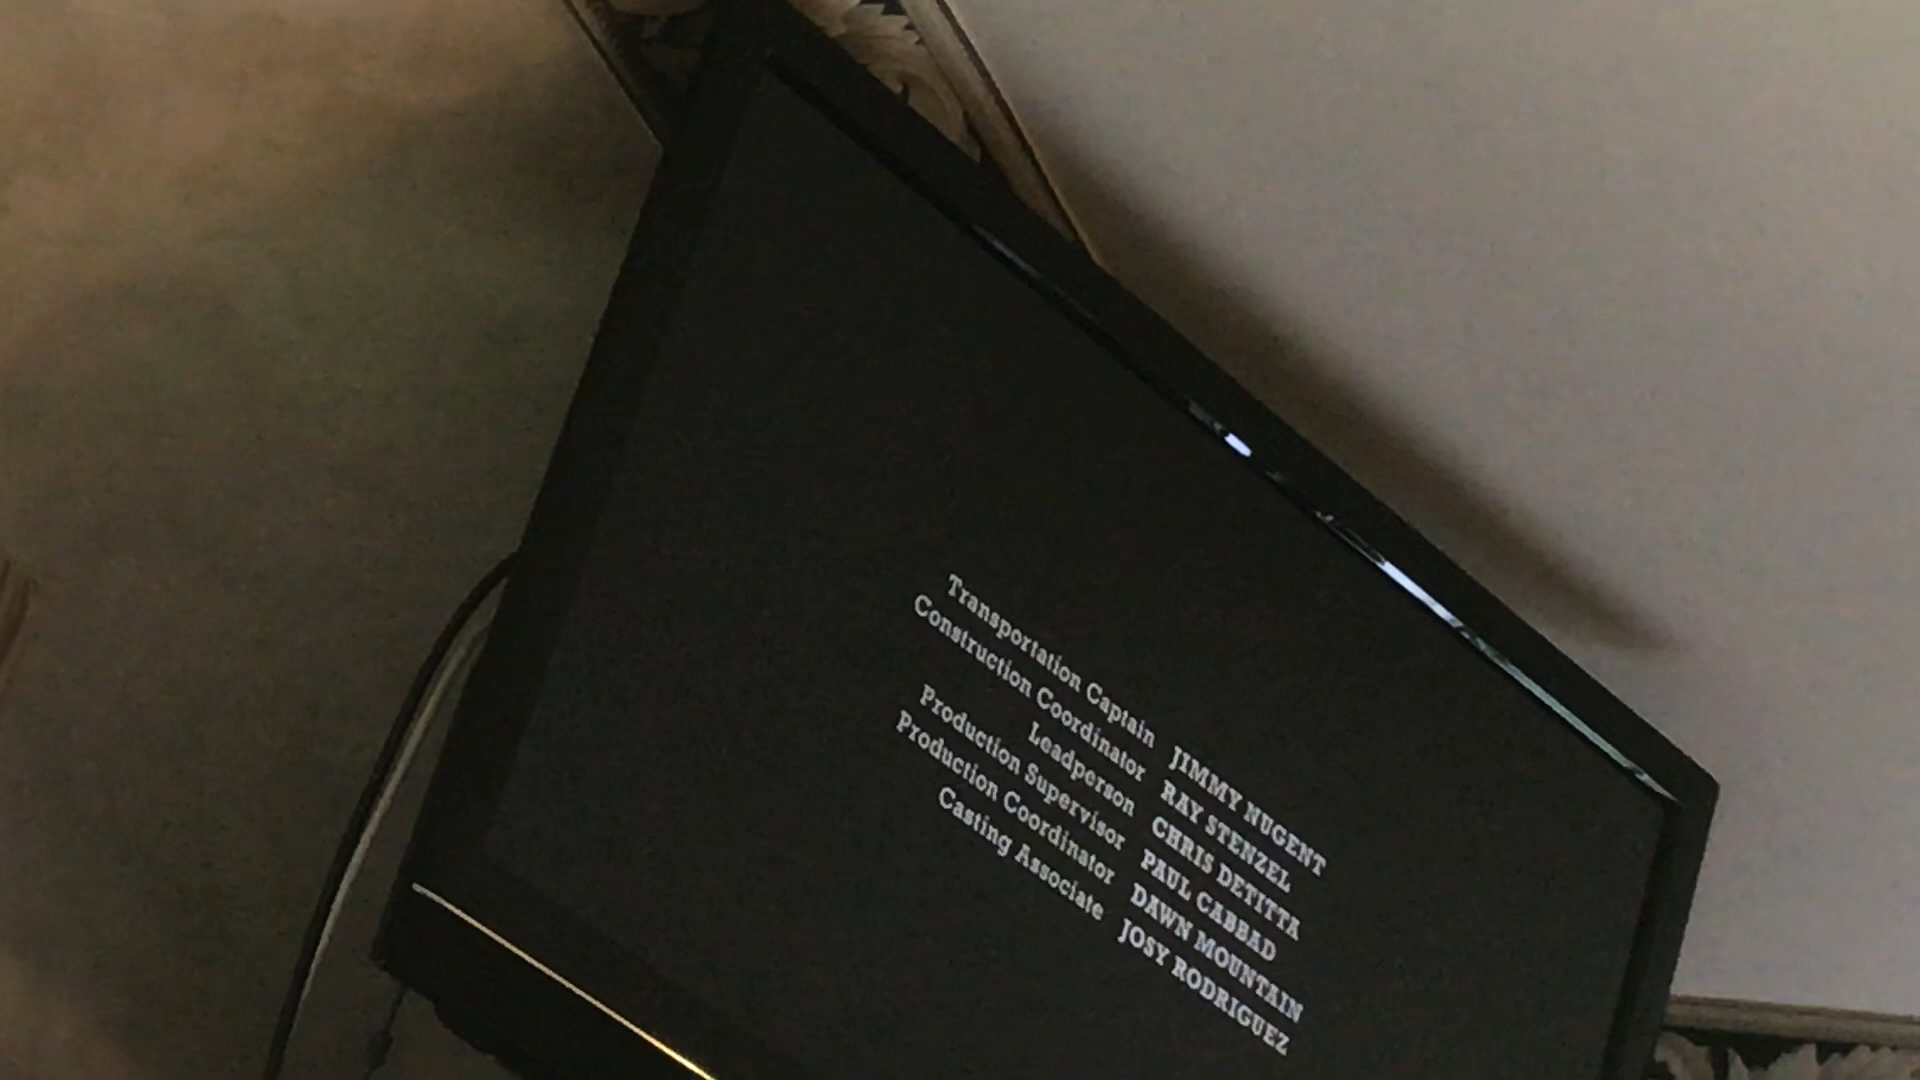 Transportation Captain JIMMY NUGENT
Construction Coordinator RAY STENZEL
Leadperson CHRIS DETITTA
Production Supervisor PAUL CABBAD
Production Coordinator DAWN MOUNTAIN
Casting Associate JOSY RODRIGUEZ